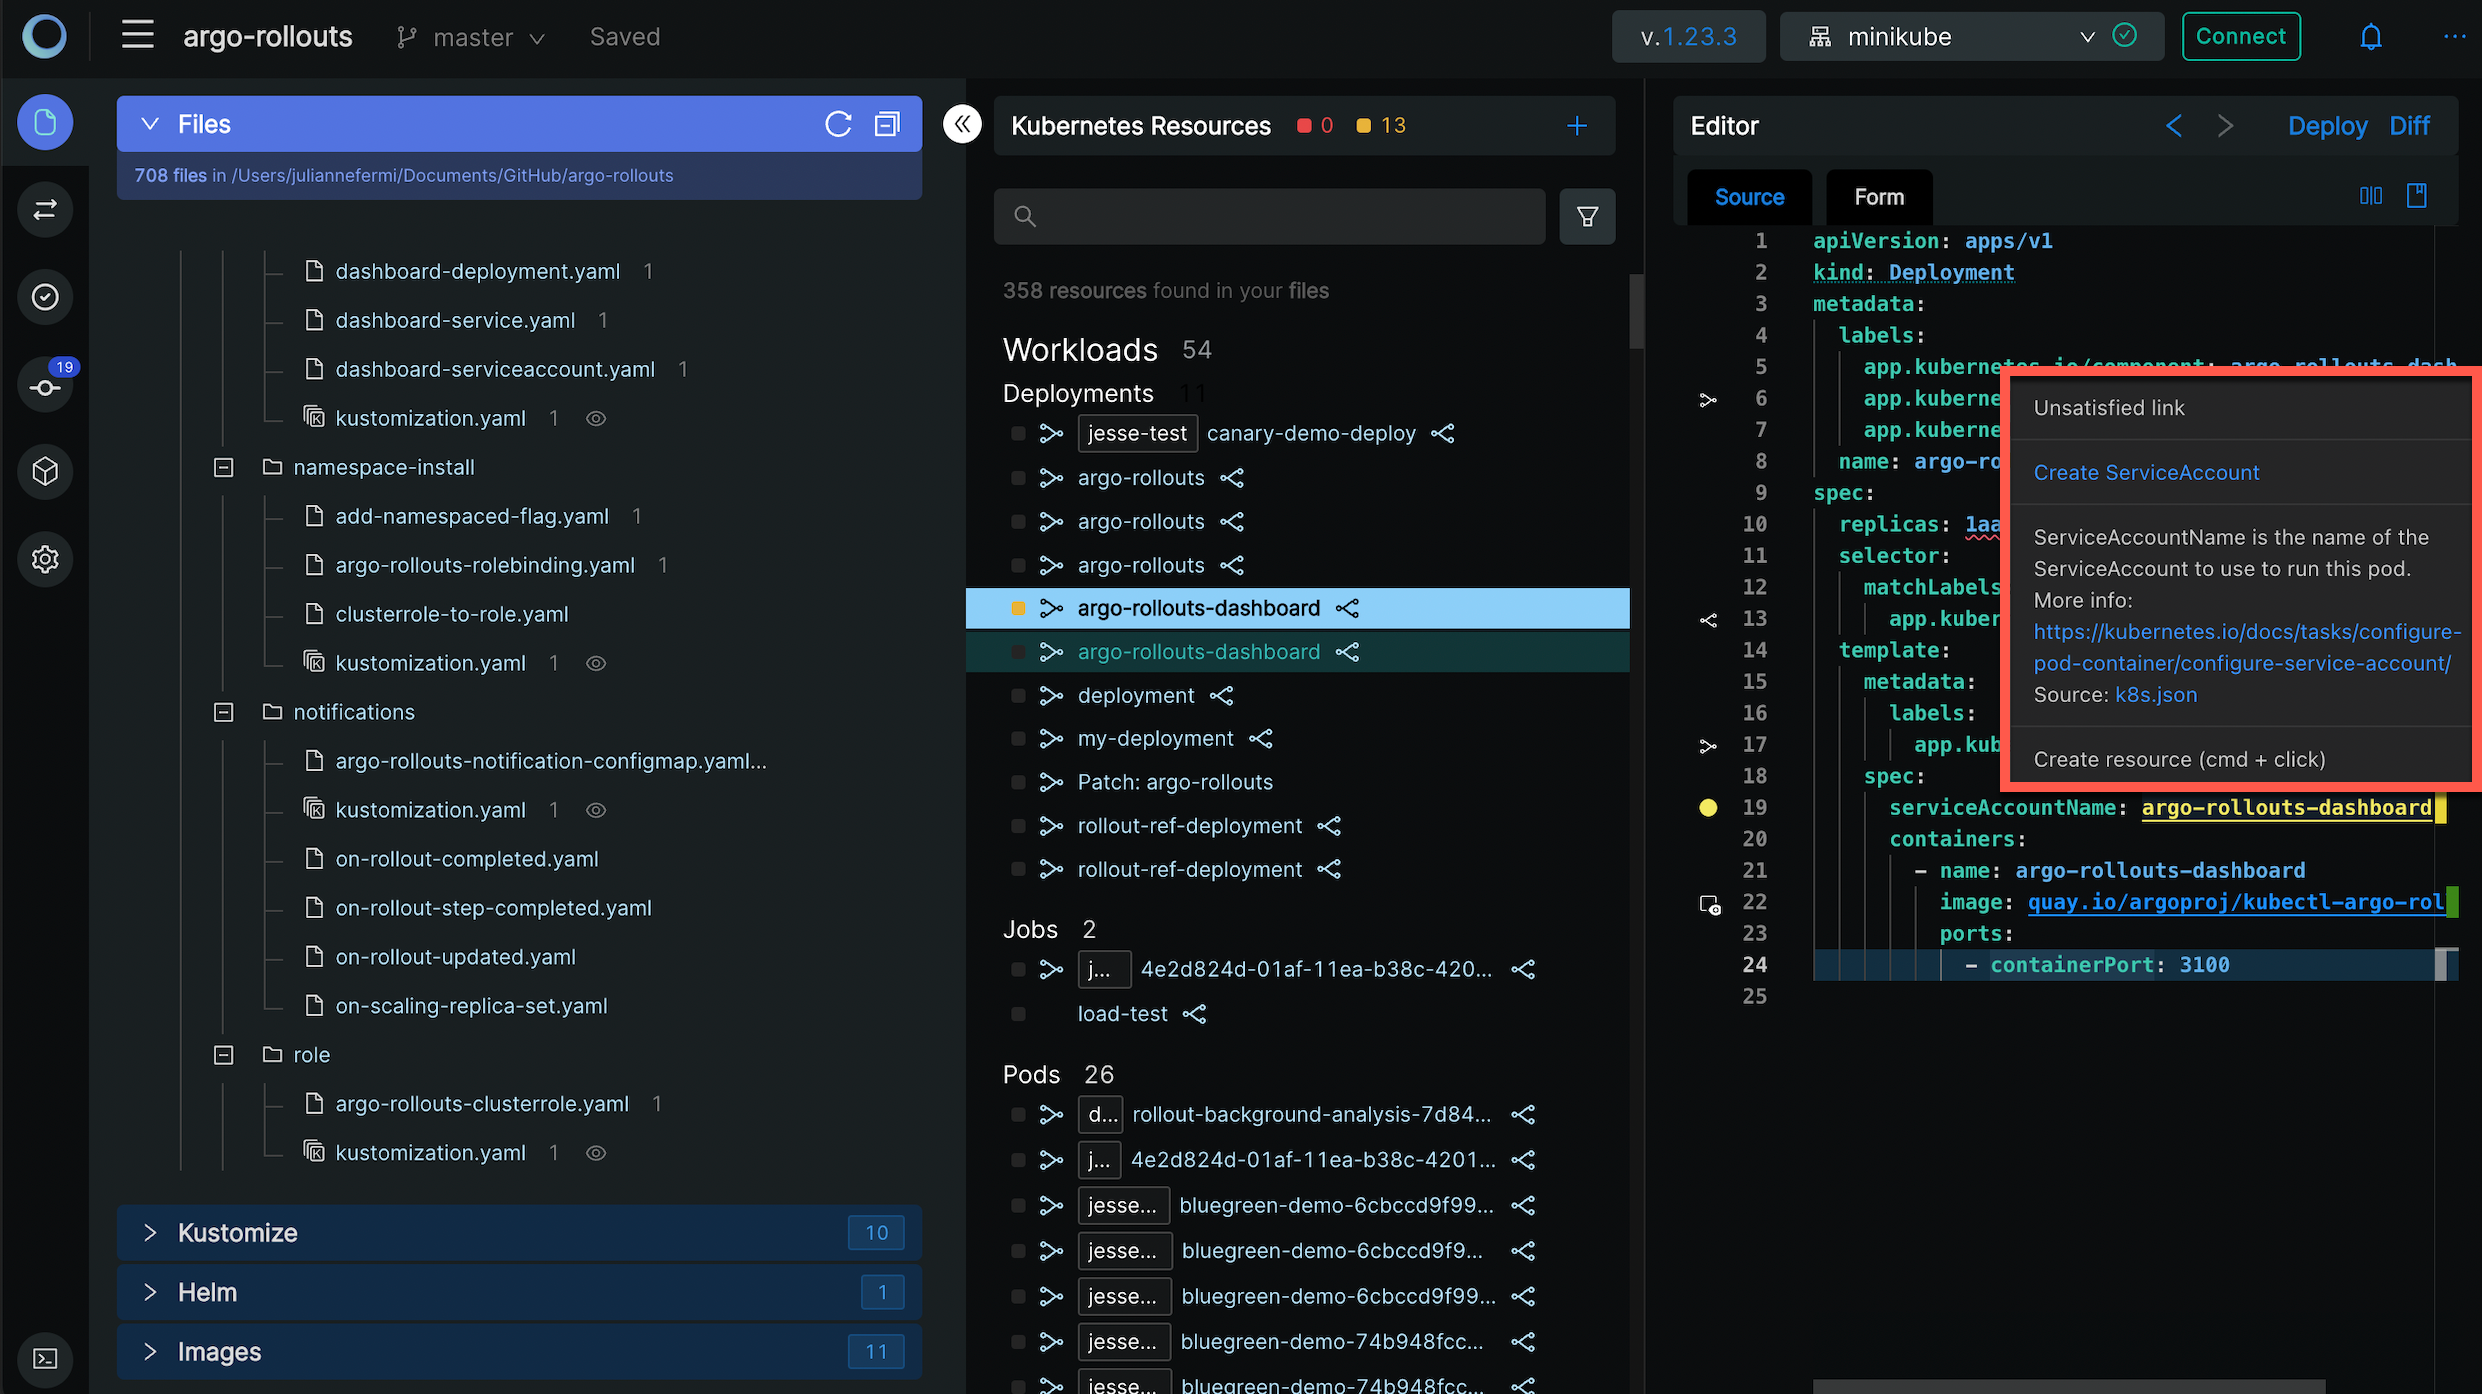 argo-rollouts master Saved v.1.23.3 minikube Connect ...
Files
708 files in /Users/juliannefermi/Documents/GitHub/argo-rollouts
19
dashboard-deployment.yaml 1
dashboard-service.yaml 1
dashboard-serviceaccount.yaml 1
kustomization.yaml 1
namespace-install
add-namespaced-flag.yaml 1
argo-rollouts-rolebinding.yaml 1
clusterrole-to-role.yaml
kustomization.yaml 1
notifications
argo-rollouts-notification-configmap.yaml...
kustomization.yaml 1
on-rollout-completed.yaml
on-rollout-step-completed.yaml
on-rollout-updated.yaml
on-scaling-replica-set.yaml
role
argo-rollouts-clusterrole.yaml 1
kustomization.yaml 1
Kustomize 10
Helm 1
Images 11
Kubernetes Resources 0 13
358 resources found in your files
Workloads 54
Deployments 11
jesse-test canary-demo-deploy
argo-rollouts
argo-rollouts
argo-rollouts
argo-rollouts-dashboard
argo-rollouts-dashboard
deployment
my-deployment
Patch: argo-rollouts
rollout-ref-deployment
rollout-ref-deployment
Jobs 2
j... 4e2d824d-01af-11ea-b38c-420...
load-test
Pods 26
d... rollout-background-analysis-7d84...
j... 4e2d824d-01af-11ea-b38c-4201...
jesse... bluegreen-demo-6cbccd9f99...
jesse... bluegreen-demo-6cbccd9f9...
jesse... bluegreen-demo-6cbccd9f99...
jesse... bluegreen-demo-74b948fcc...
jesse... bluegreen-demo-74b948fcc...
Editor Deploy Diff
Source Form
1 apiVersion: apps/v1
2 kind: Deployment
3 metadata:
4 labels:
5 app.kubernetes.io/component: argo-rollouts-dash
6 app.kuberne
7 app.kuberne
8 name: argo-ro
9 spec:
10 replicas: 1aa
11 selector:
12 matchLabels
13 app.kuber
14 template:
15 metadata:
16 labels:
17 app.kub
18 spec:
19 serviceAccountName: argo-rollouts-dashboard
20 containers:
21 - name: argo-rollouts-dashboard
22 image: quay.io/argoproj/kubectl-argo-rol
23 ports:
24 - containerPort: 3100
25
Unsatisfied link
Create ServiceAccount
ServiceAccountName is the name of the
ServiceAccount to use to run this pod.
More info:
https://kubernetes.io/docs/tasks/configure-
pod-container/configure-service-account/
Source: k8s.json
Create resource (cmd + click)